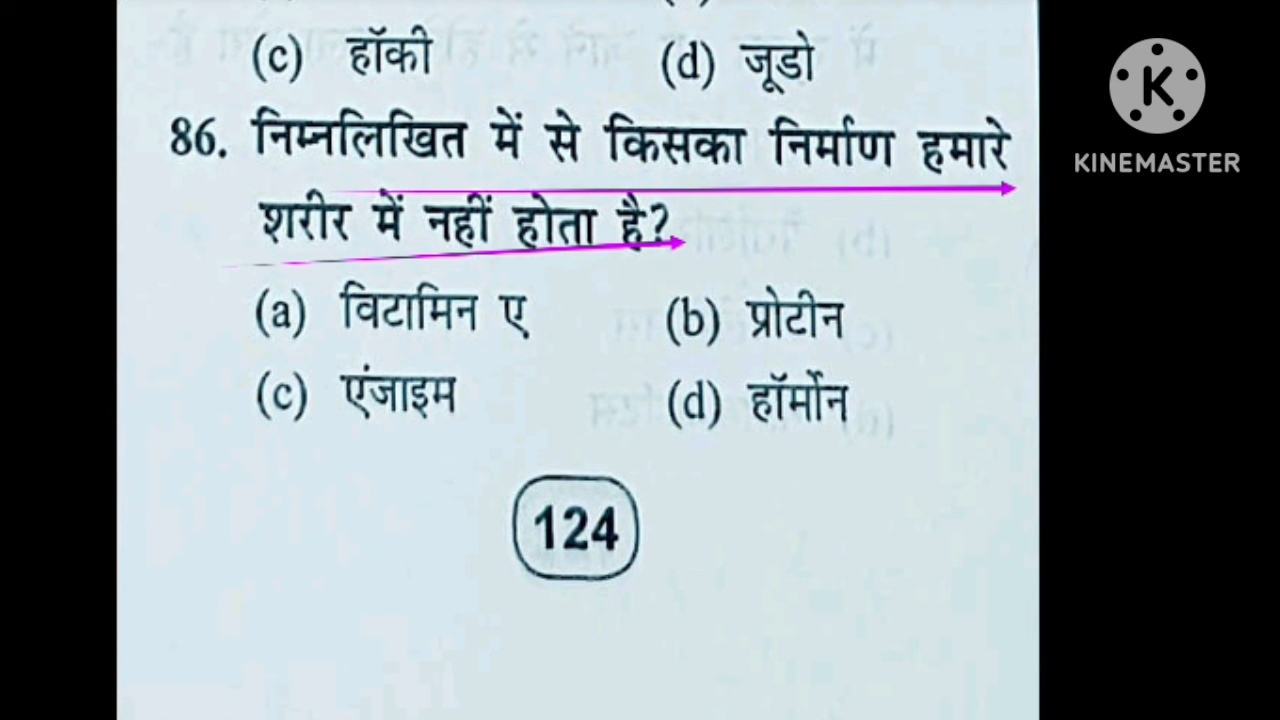 (c) हॉकी (d) जूडो
K
KINEMASTER
86. निम्नलिखित में से किसका निर्माण हमारे
शरीर में नहीं होता है?
(a) विटामिन ए (b) प्रोटीन
(c) एंजाइम (d) हॉर्मोन
124